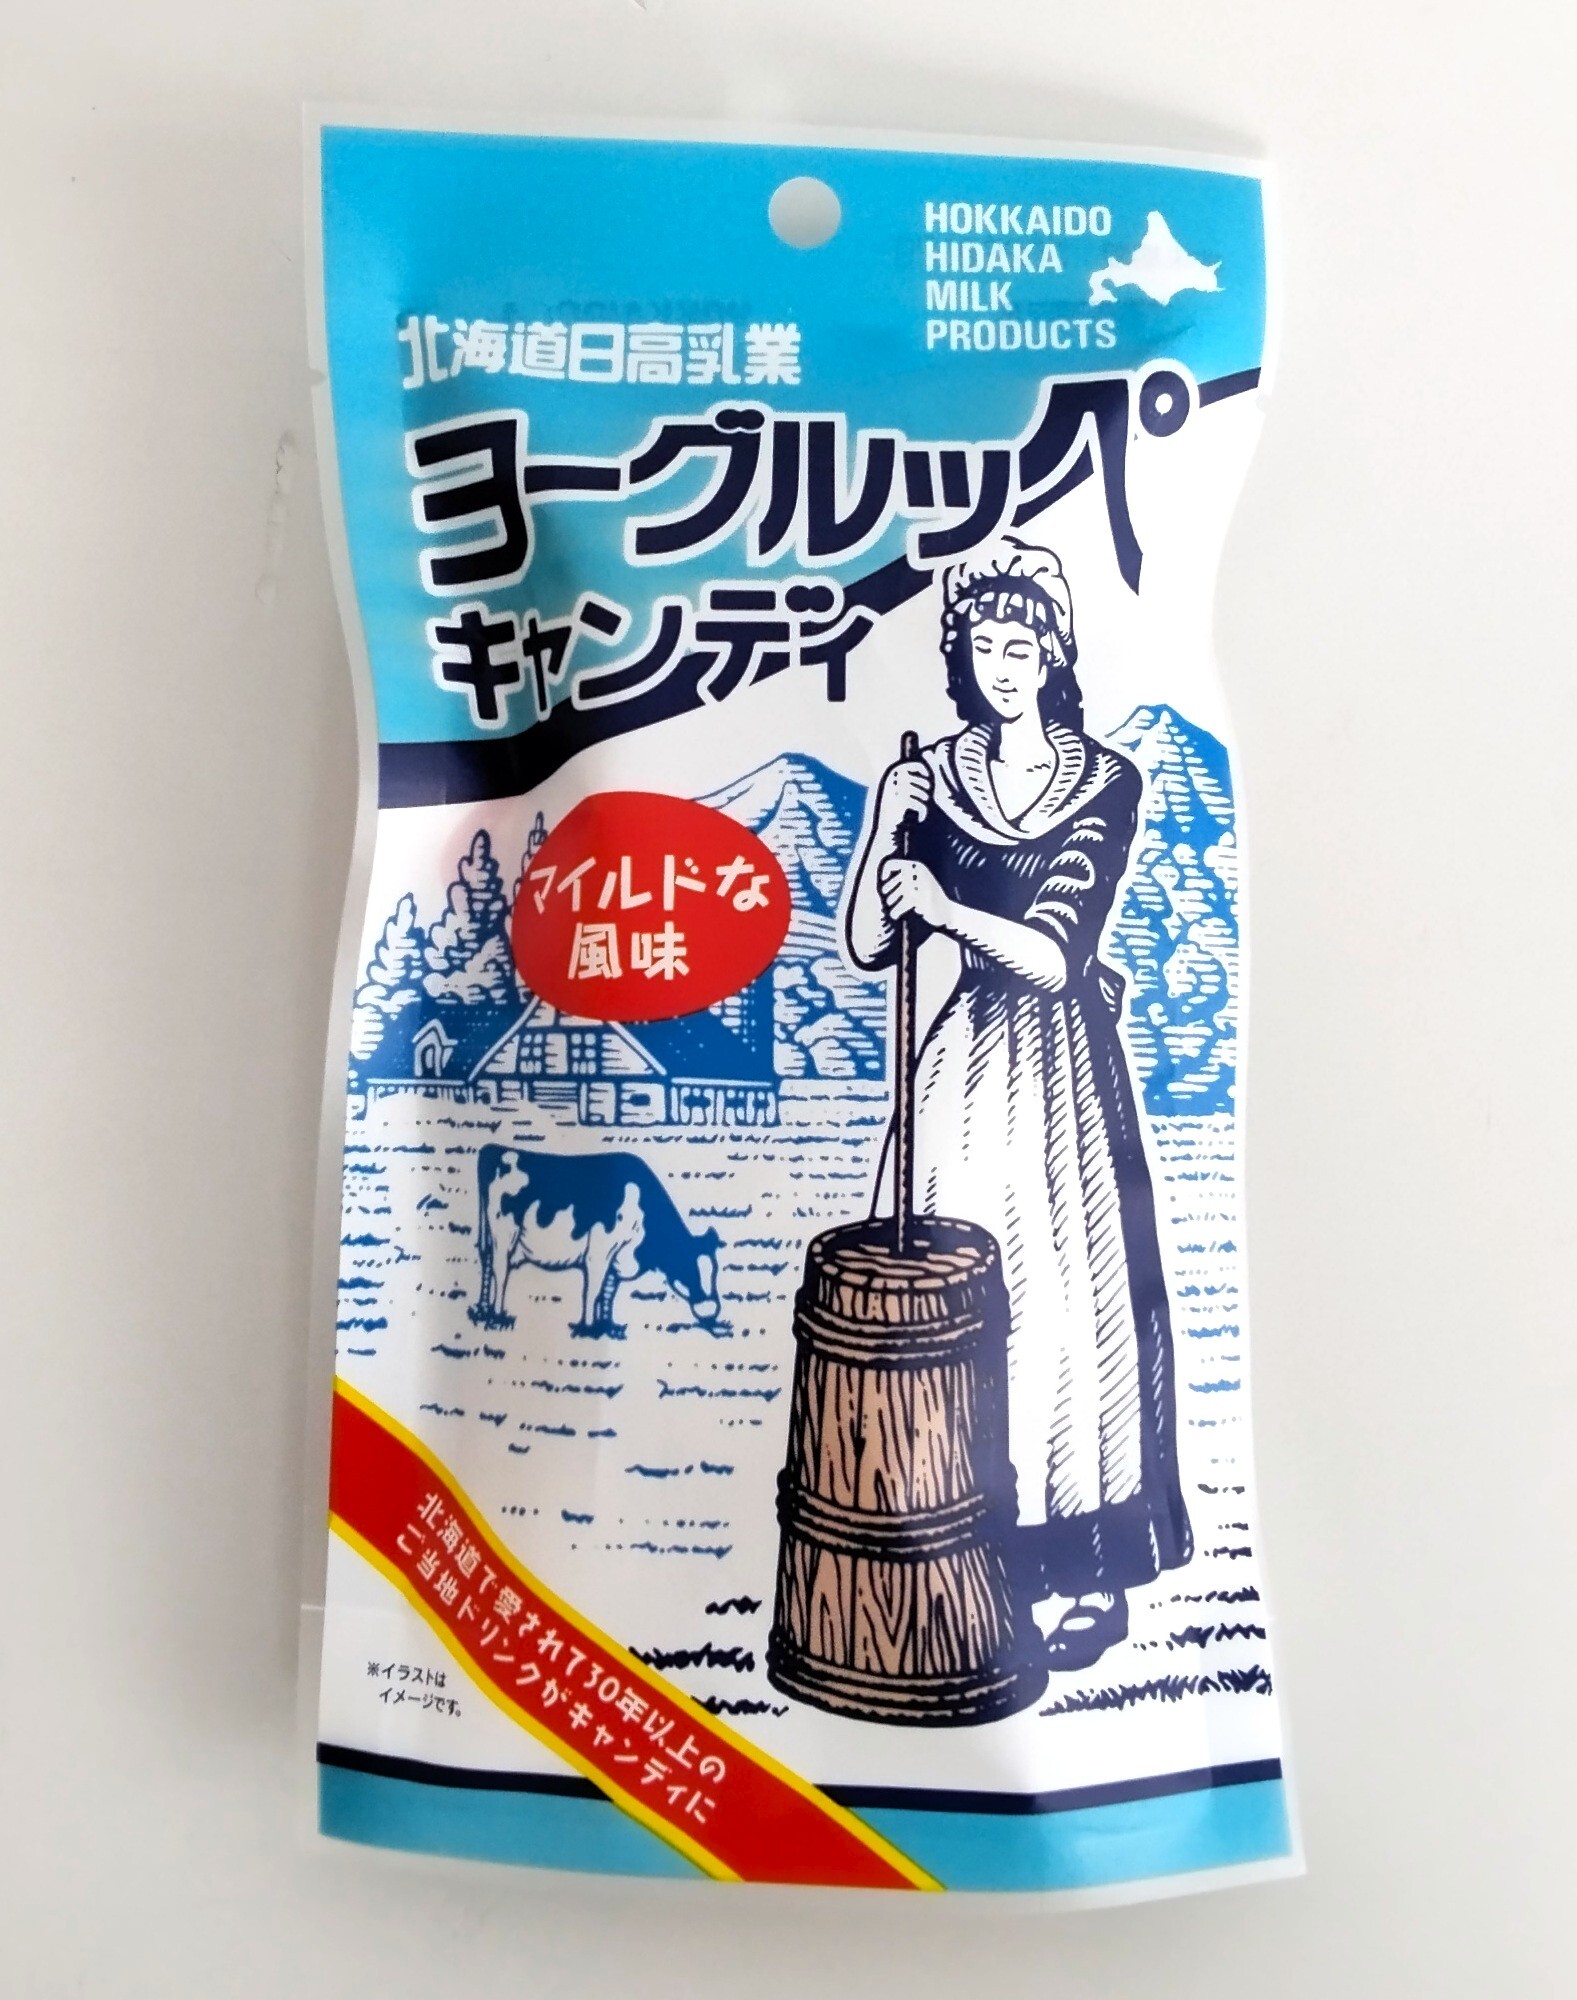 HOKKAIDO
HIDAKA
MILK
PRODUCTS
北海道日高乳業
ヨーグルッペ
キャンディ
マイルドな
風味
北海道で愛されて30年以上の
ご当地ドリンクがキャンディに
※イラストは
イメージです。